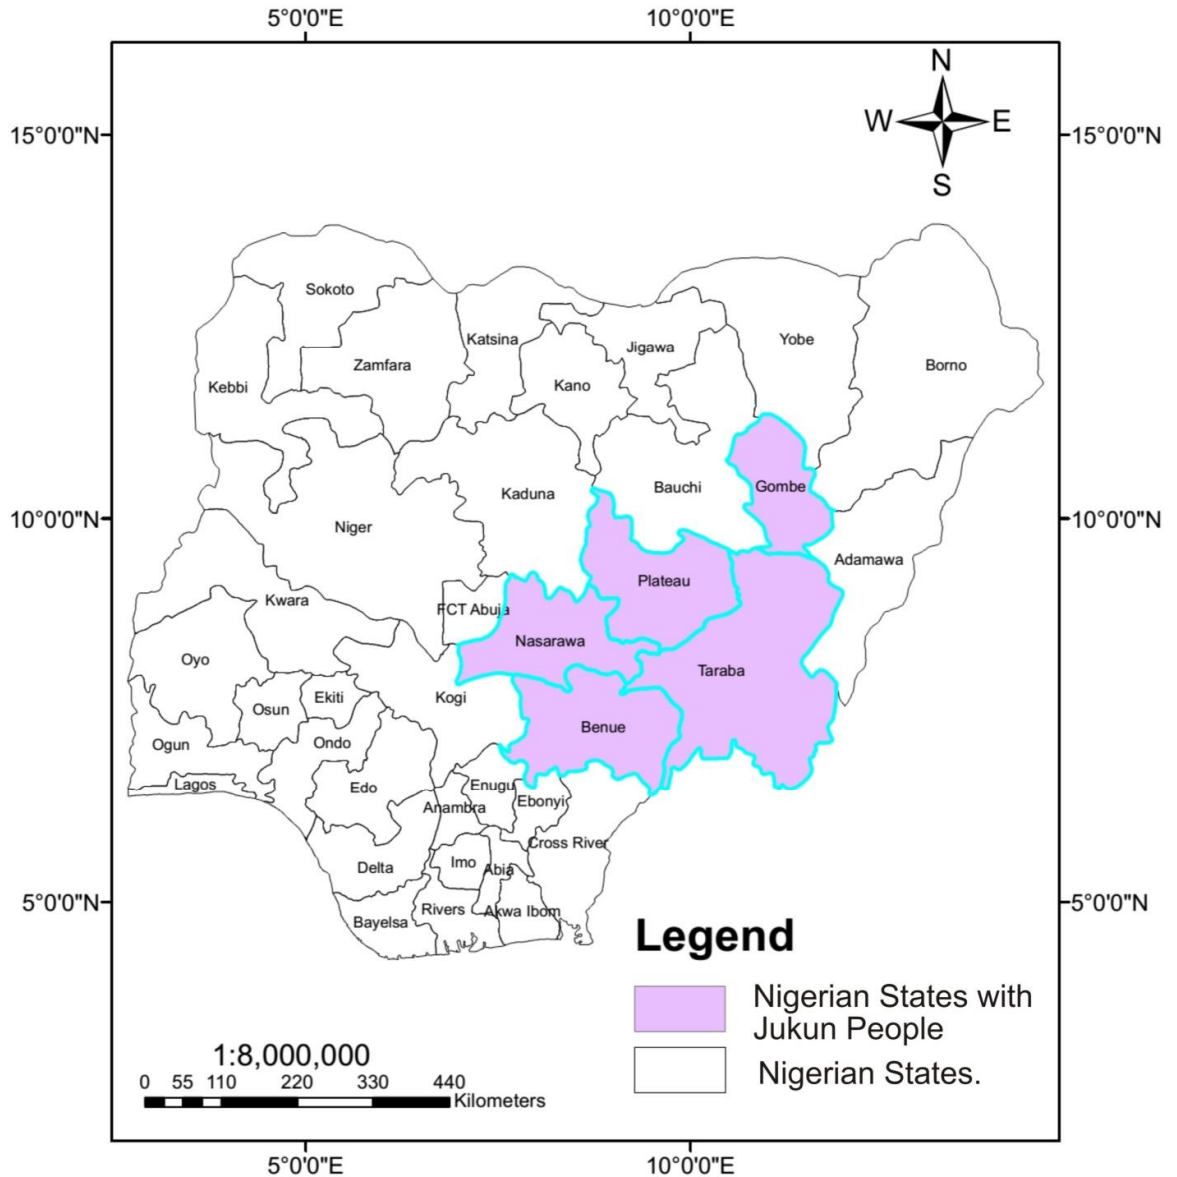 5°0'0"E
10°0'0"E
N
W
E
S
15°0'0"N
15°0'0"N
Sokoto
Katsina
Jigawa
Yobe
Zamfara
Borno
Kebbi
Kano
Gombe
Bauchi
Kaduna
10°0'0"N
10°0'0"N
Niger
Adamawa
Plateau
Kwara
FCT Abuja
Nasarawa
Oyo
Taraba
Kogi
Ekiti
Osun
Benue
Ogun
Ondo
Lagos
Edo
Enugu
Ebonyi
Anambra
Cross River
Imo
Delta
Abia
5°0'0"N
5°0'0"N
Rivers
Akwa Ibom
Bayelsa
Legend
Nigerian States with
Jukun People
Nigerian States.
1:8,000,000
0 55 110 220 330 440
Kilometers
5°0'0"E
10°0'0"E